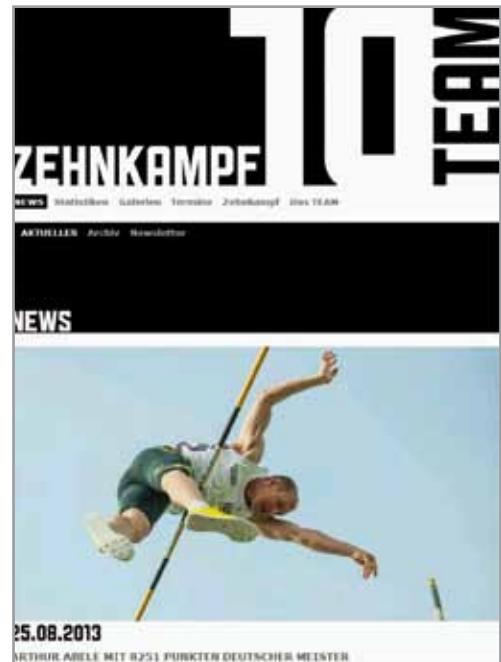 10
TEAM
ZEHNKAMPF
NEWS Statistiken Galerien Termine Zehnkampf Das TEAM
AKTUELLES Archiv Newsletter
NEWS
25.08.2013
ARTHUR ABELE MIT 8251 PUNKTEN DEUTSCHER MEISTER